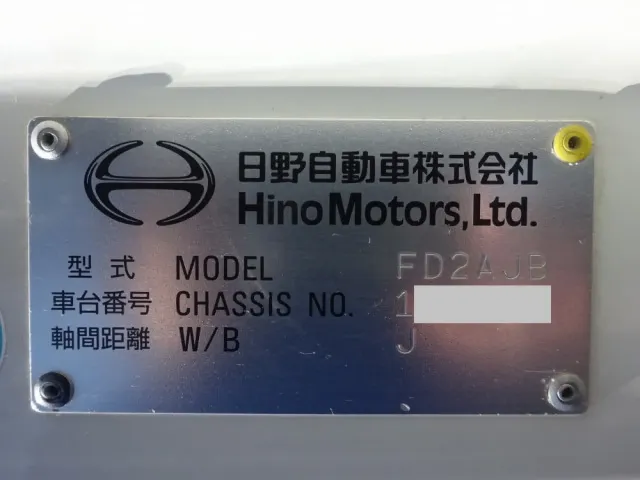 日野自動車株式会社
Hino Motors,Ltd.
型式 MODEL FD2AJB
車台番号 CHASSIS NO. 1
軸間距離 W/B J